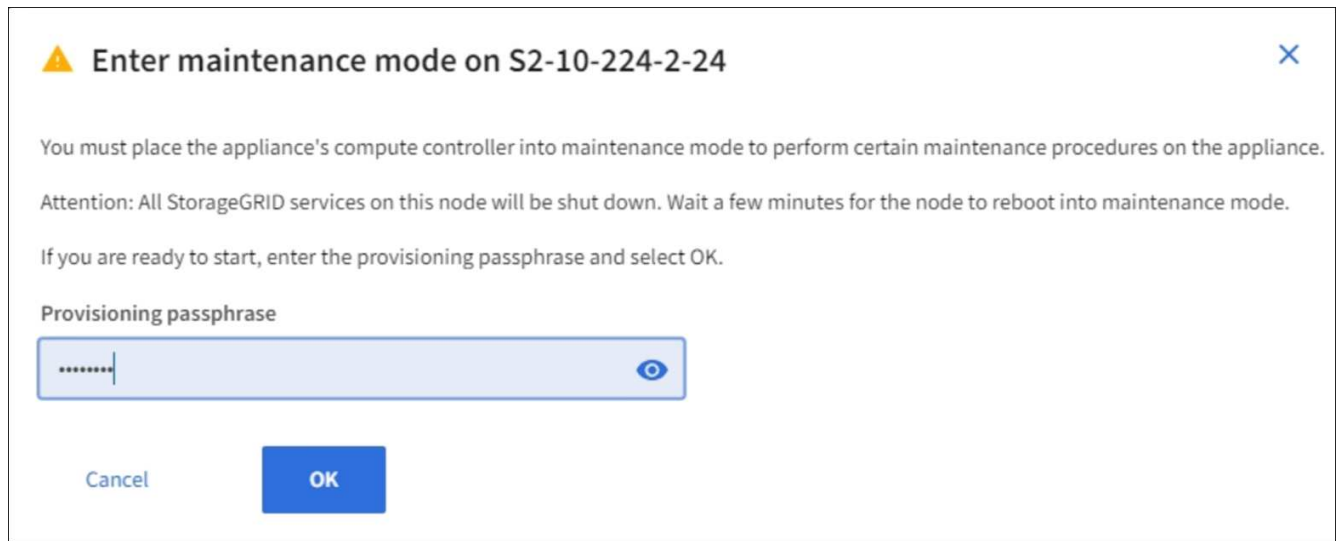 Enter maintenance mode on S2-10-224-2-24
You must place the appliance's compute controller into maintenance mode to perform certain maintenance procedures on the appliance.
Attention: All StorageGRID services on this node will be shut down. Wait a few minutes for the node to reboot into maintenance mode.
If you are ready to start, enter the provisioning passphrase and select OK.
Provisioning passphrase
••••••••
Cancel OK